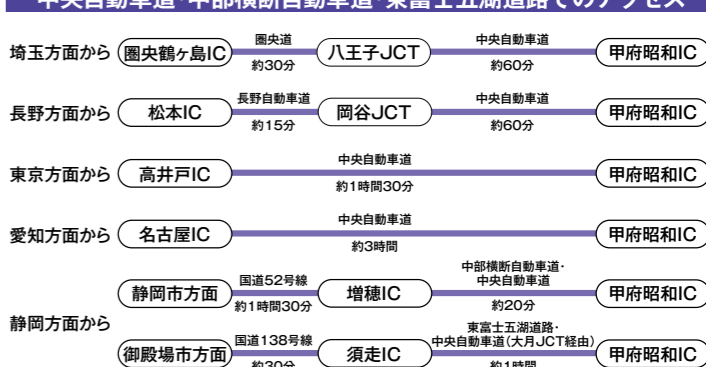 中央自動車道・中部横断自動車道・東富士五湖道路でのアクセス
埼玉方面から 圏央鶴ヶ島IC 圏央道 約30分 八王子JCT 中央自動車道 約60分 甲府昭和IC
長野方面から 松本IC 長野自動車道 約15分 岡谷JCT 中央自動車道 約60分 甲府昭和IC
東京方面から 高井戸IC 中央自動車道 約1時間30分 甲府昭和IC
愛知方面から 名古屋IC 中央自動車道 約3時間 甲府昭和IC
静岡方面から
静岡市方面 国道52号線 約1時間30分 増穂IC 中部横断自動車道・中央自動車道 約20分 甲府昭和IC
御殿場市方面 国道138号線 約30分 須走IC 東富士五湖道路・中央自動車道(大月JCT経由) 約1時間 甲府昭和IC